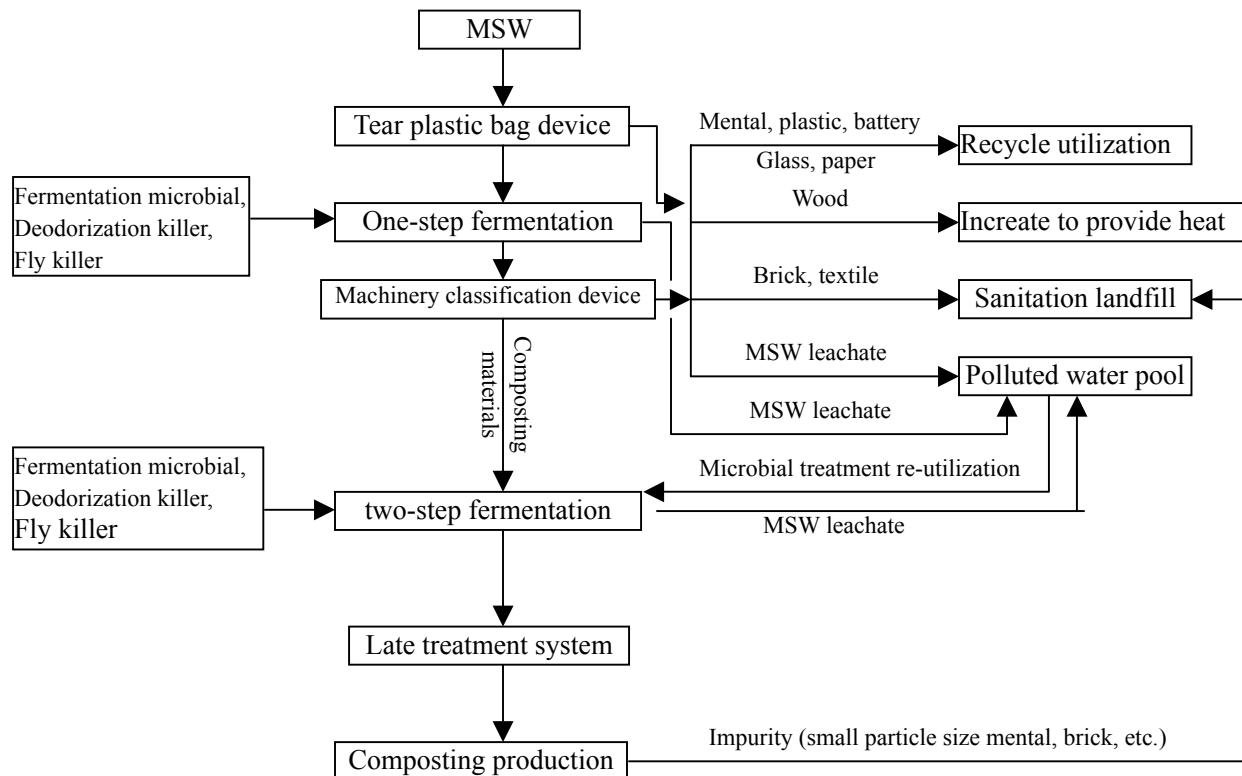 MSW
Tear plastic bag device
Mental, plastic, battery
Glass, paper
Recycle utilization
Fermentation microbial,
Deodorization killer,
Fly killer
One-step fermentation
Wood
Increate to provide heat
Machinery classification device
Brick, textile
Sanitation landfill
Composting
materials
MSW leachate
Polluted water pool
MSW leachate
Fermentation microbial,
Deodorization killer,
Fly killer
Microbial treatment re-utilization
two-step fermentation
MSW leachate
Late treatment system
Composting production
Impurity (small particle size mental, brick, etc.)